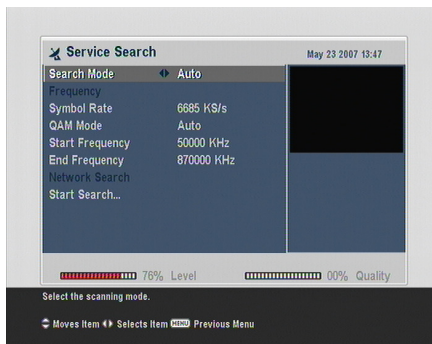 Service Search
May 23 2007 13:47
Search Mode Auto
Frequency
Symbol Rate 6685 KS/s
QAM Mode Auto
Start Frequency 50000 KHz
End Frequency 870000 KHz
Network Search
Start Search...
76% Level 00% Quality
Select the scanning mode.
Moves Item Selects Item MENU Previous Menu